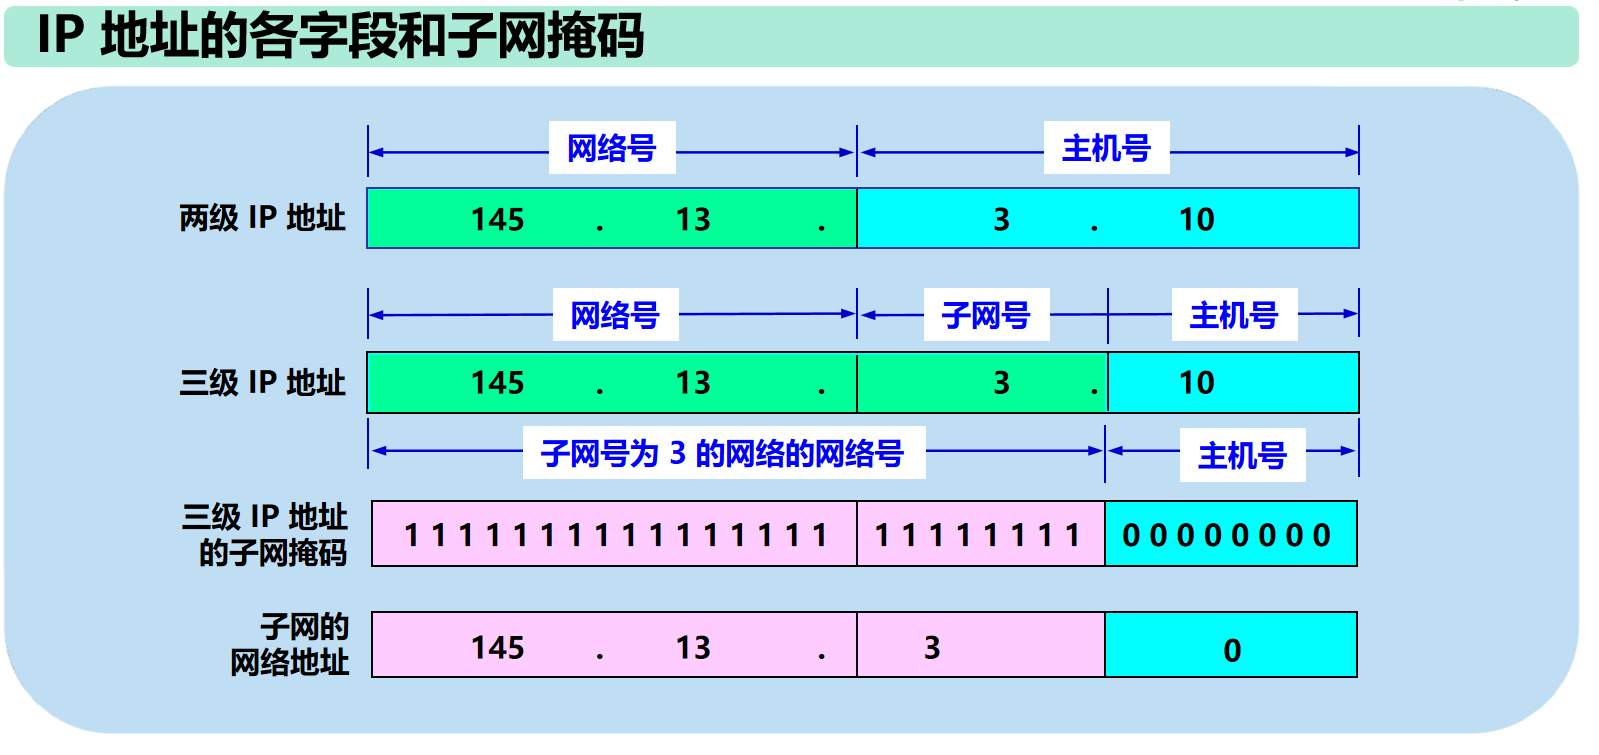 IP 地址的各字段和子网掩码
网络号 主机号
两级 IP 地址 145 . 13 . 3 . 10
网络号 子网号 主机号
三级 IP 地址 145 . 13 . 3 . 10
子网号为 3 的网络的网络号 主机号
三级 IP 地址
的子网掩码
1 1 1 1 1 1 1 1 1 1 1 1 1 1 1 1 1 1 1 1 1 1 1 1 0 0 0 0 0 0 0 0
子网的
网络地址
145 . 13 . 3 0